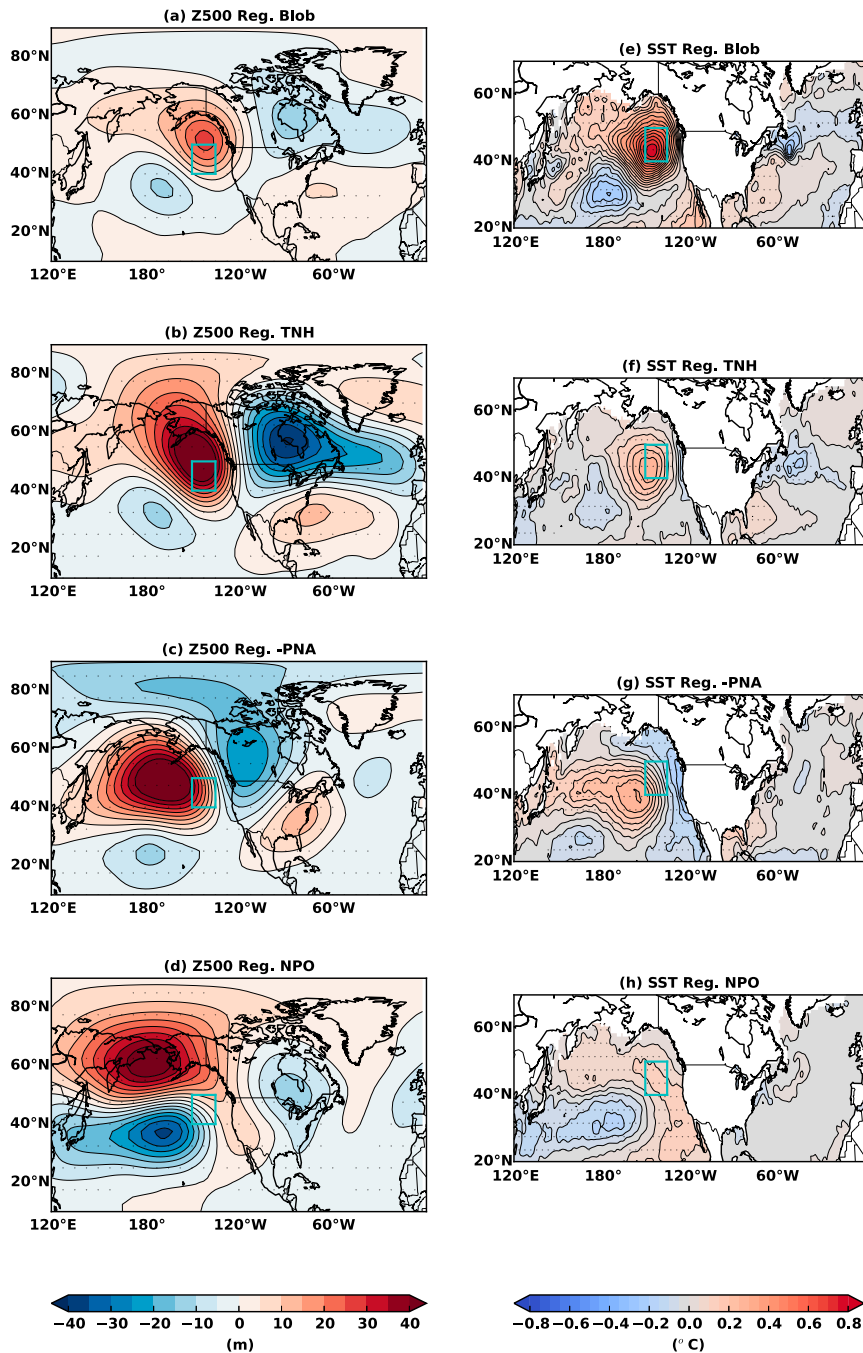 (a) Z500 Reg. Blob
80°N
60°N
40°N
20°N
120°E 180° 120°W 60°W
(e) SST Reg. Blob
60°N
40°N
20°N
120°E 180° 120°W 60°W
(b) Z500 Reg. TNH
80°N
60°N
40°N
20°N
120°E 180° 120°W 60°W
(f) SST Reg. TNH
60°N
40°N
20°N
120°E 180° 120°W 60°W
(c) Z500 Reg. -PNA
80°N
60°N
40°N
20°N
120°E 180° 120°W 60°W
(g) SST Reg. -PNA
60°N
40°N
20°N
120°E 180° 120°W 60°W
(d) Z500 Reg. NPO
80°N
60°N
40°N
20°N
120°E 180° 120°W 60°W
(h) SST Reg. NPO
60°N
40°N
20°N
120°E 180° 120°W 60°W
−40 −30 −20 −10 0 10 20 30 40
(m)
−0.8 −0.6 −0.4 −0.2 0.0 0.2 0.4 0.6 0.8
(° C)